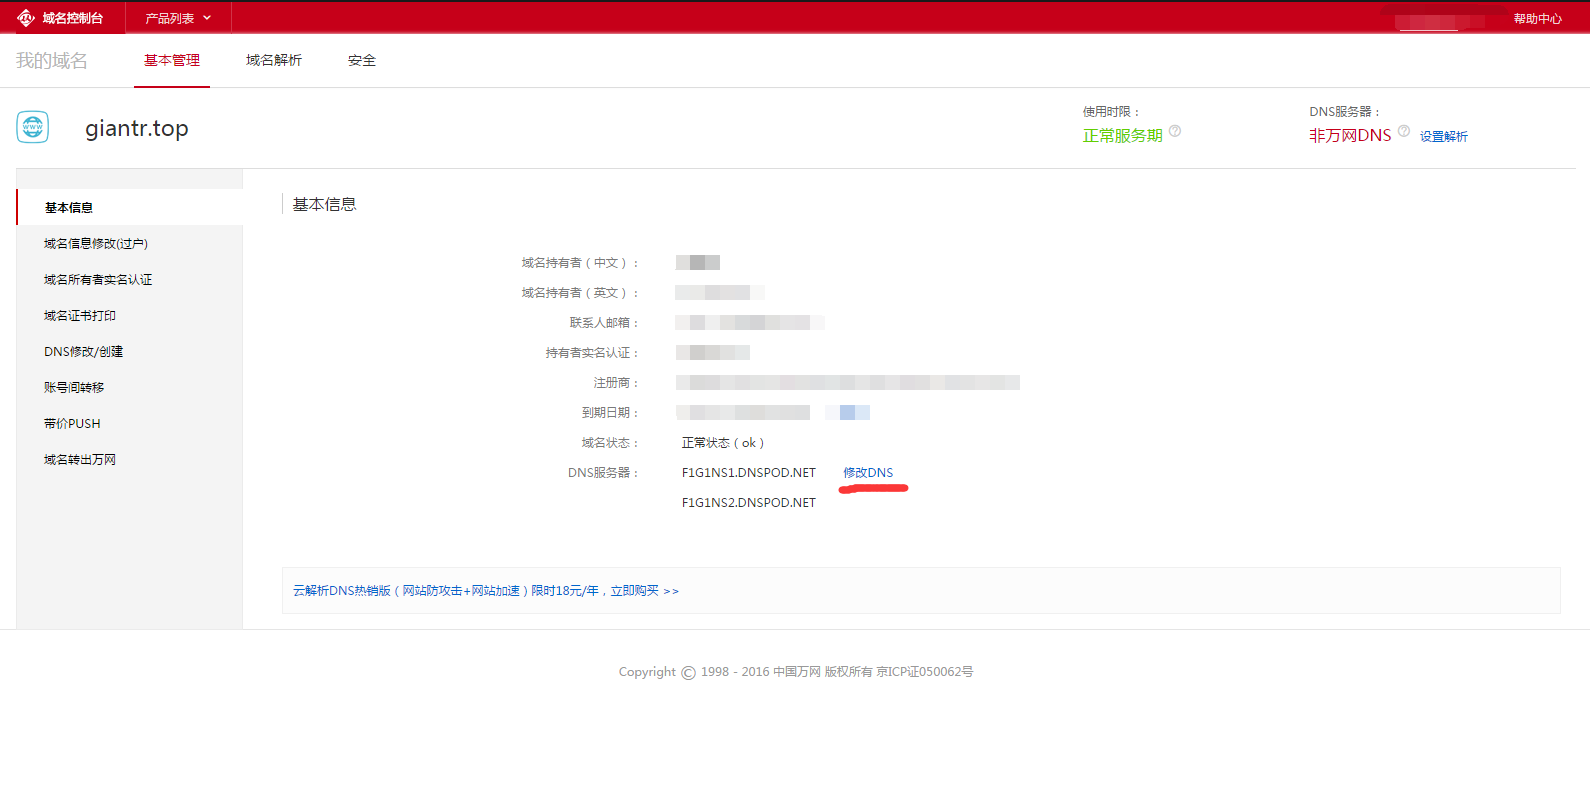 域名控制台 产品列表 帮助中心
我的域名 基本管理 域名解析 安全
www
giantr.top
使用时限： DNS服务器：
正常服务期 ? 非万网DNS ? 设置解析
基本信息
域名信息修改(过户)
域名所有者实名认证
域名证书打印
DNS修改/创建
账号间转移
带价PUSH
域名转出万网
基本信息
域名持有者（中文）：
域名持有者（英文）：
联系人邮箱：
持有者实名认证：
注册商：
到期日期：
域名状态： 正常状态（ok）
DNS服务器： F1G1NS1.DNSPOD.NET 修改DNS
F1G1NS2.DNSPOD.NET
云解析DNS热销版（网站防攻击+网站加速）限时18元/年，立即购买 >>
Copyright © 1998 - 2016 中国万网 版权所有 京ICP证050062号